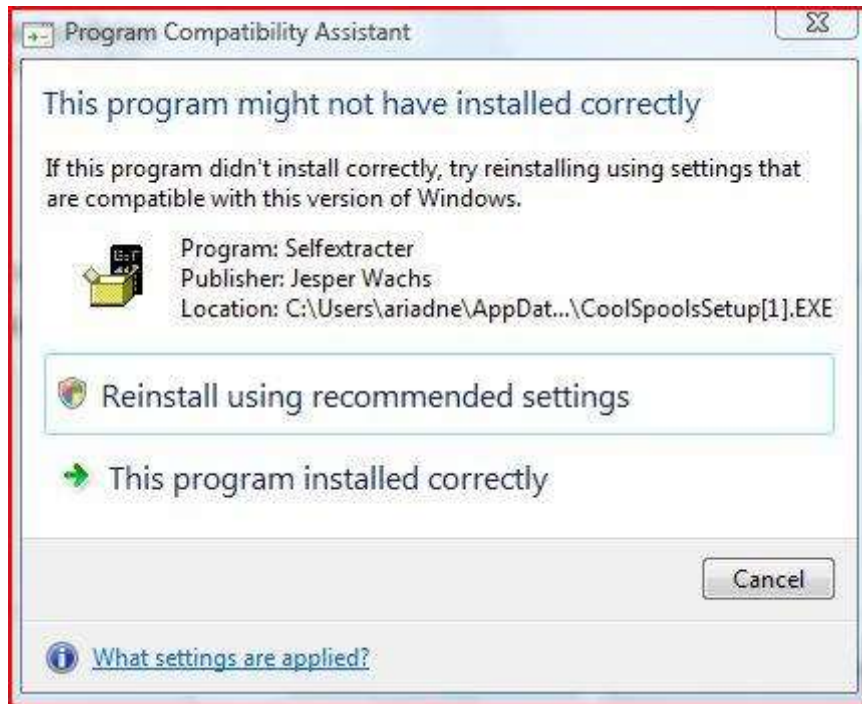 Program Compatibility Assistant
This program might not have installed correctly
If this program didn't install correctly, try reinstalling using settings that
are compatible with this version of Windows.
Program: Selfextracter
Publisher: Jesper Wachs
Location: C:\Users\ariadne\AppDat...\CoolSpoolsSetup[1].EXE
Reinstall using recommended settings
This program installed correctly
Cancel
What settings are applied?